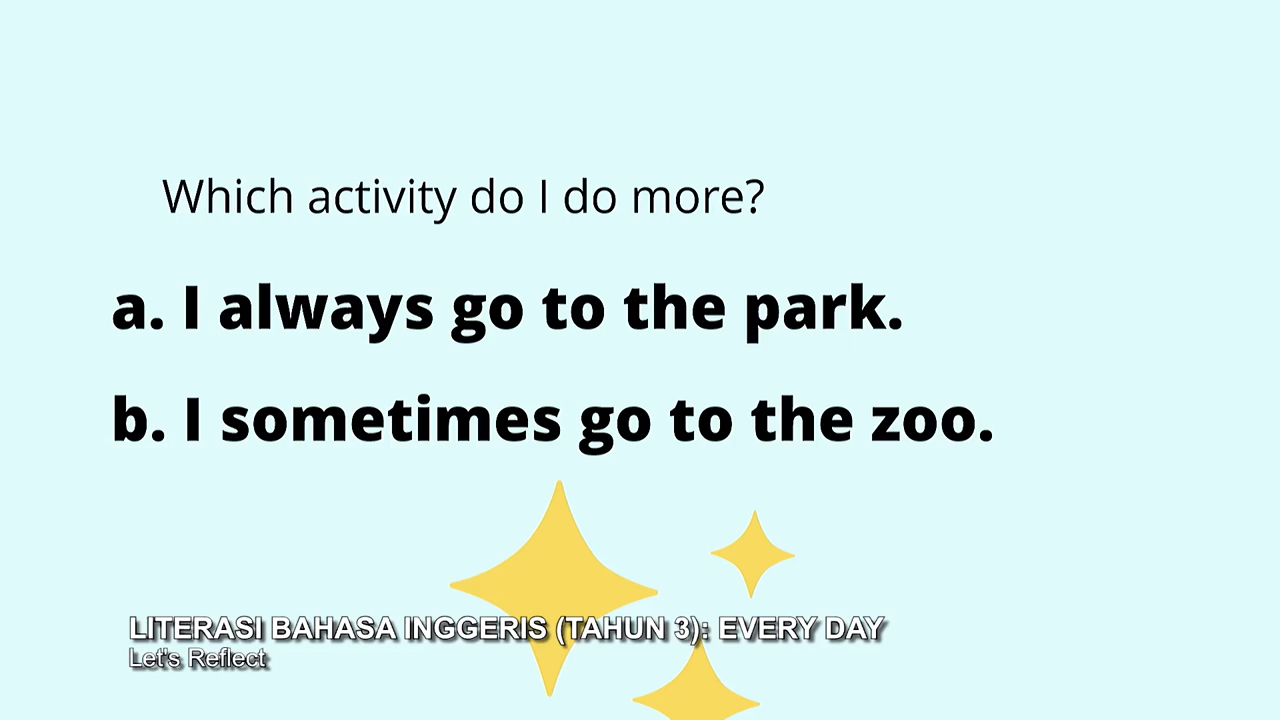 Which activity do I do more?
a. I always go to the park.
b. I sometimes go to the zoo.
LITERASI BAHASA INGGERIS (TAHUN 3): EVERY DAY
Let's Reflect